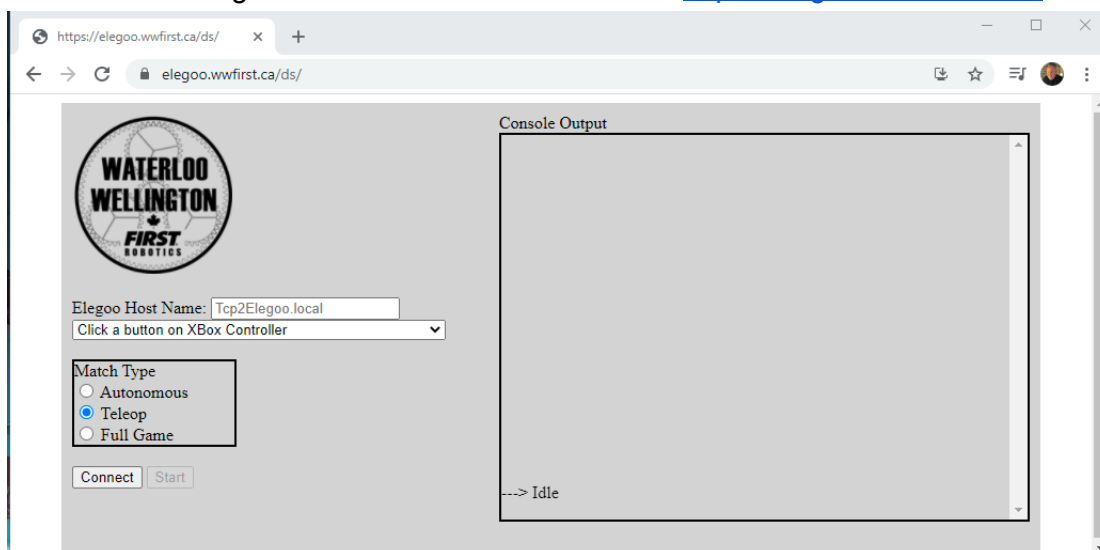 https://elegoo.wwfirst.ca/ds/
elegoo.wwfirst.ca/ds/
WATERLOO
WELLINGTON
FIRST
ROBOTICS
Elegoo Host Name: Tcp2Elegoo.local
Click a button on XBox Controller
Match Type
Autonomous
Teleop
Full Game
Connect Start
Console Output
---> Idle